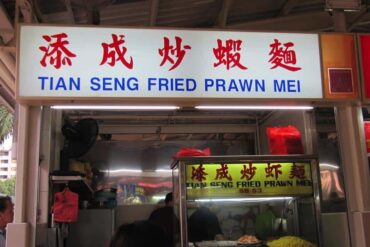 添成炒蝦麵
TIAN SENG FRIED PRAWN MEI
添成炒虾麵
TIAN SENG FRIED PRAWN MEI